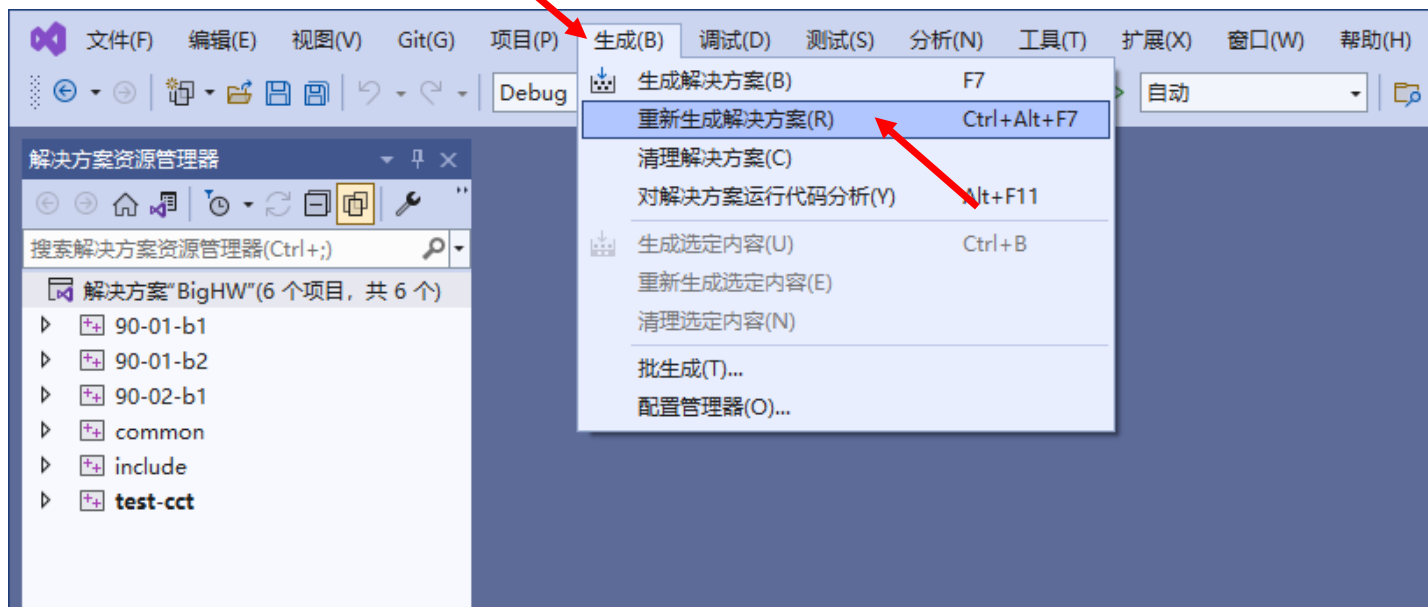 文件(F) 编辑(E) 视图(V) Git(G) 项目(P) 生成(B) 调试(D) 测试(S) 分析(N) 工具(T) 扩展(X) 窗口(W) 帮助(H)
Debug 自动
生成解决方案(B) F7
重新生成解决方案(R) Ctrl+Alt+F7
清理解决方案(C)
对解决方案运行代码分析(Y) Alt+F11
生成选定内容(U) Ctrl+B
重新生成选定内容(E)
清理选定内容(N)
批生成(T)...
配置管理器(O)...
解决方案资源管理器
搜索解决方案资源管理器(Ctrl+;)
解决方案“BigHW”(6 个项目，共 6 个)
90-01-b1
90-01-b2
90-02-b1
common
include
test-cct